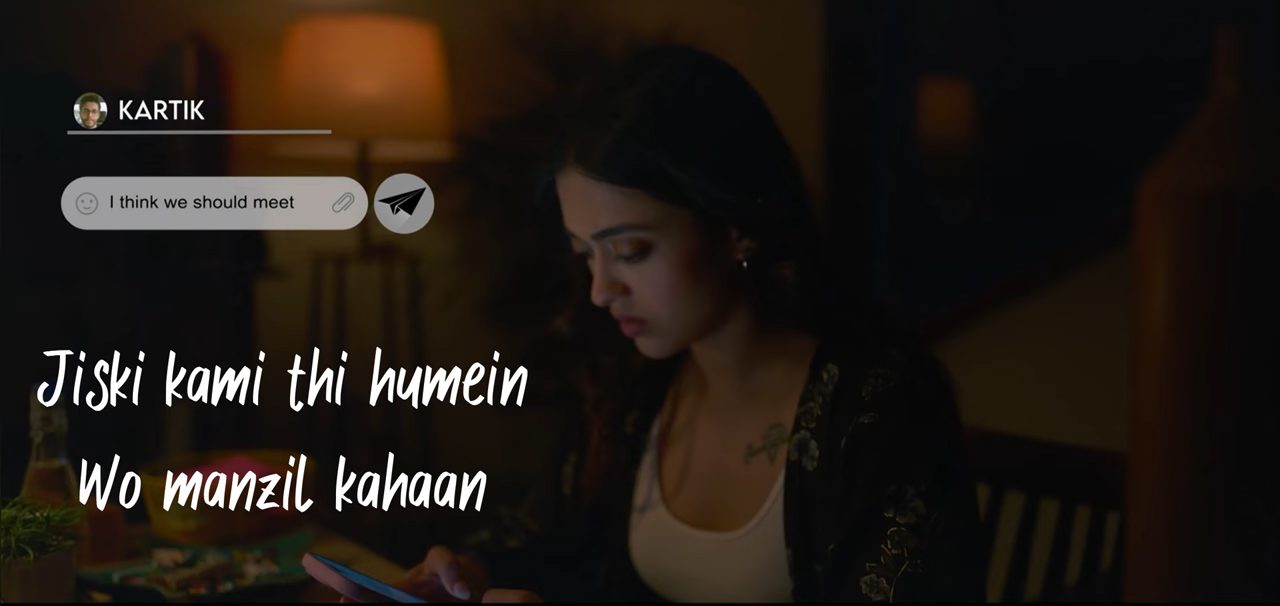 KARTIK
I think we should meet
Jiski kami thi humein
Wo manzil kahaan